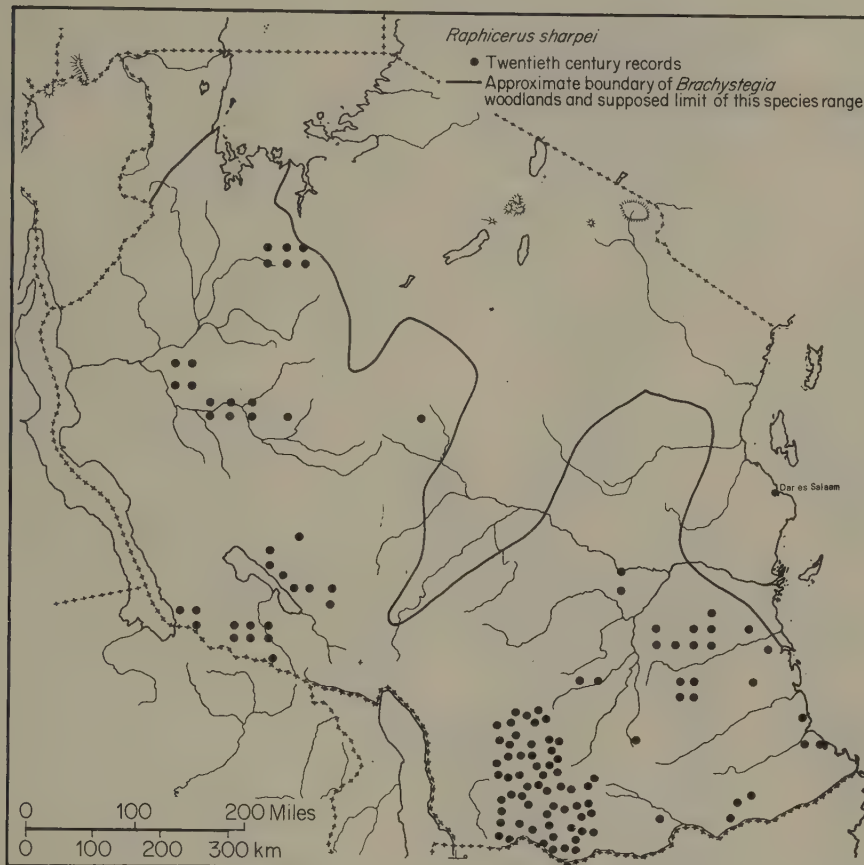 Raphicerus sharpei
Twentieth century records
Approximate boundary of Brachystegia
woodlands and supposed limit of this species range
Dar es Salaam
0 100 200 Miles
0 100 200 300 km